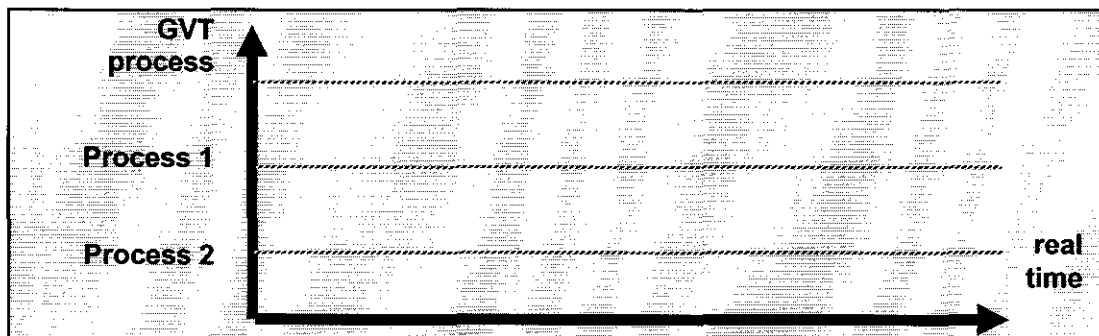 GVT
process
Process 1
Process 2
real
time